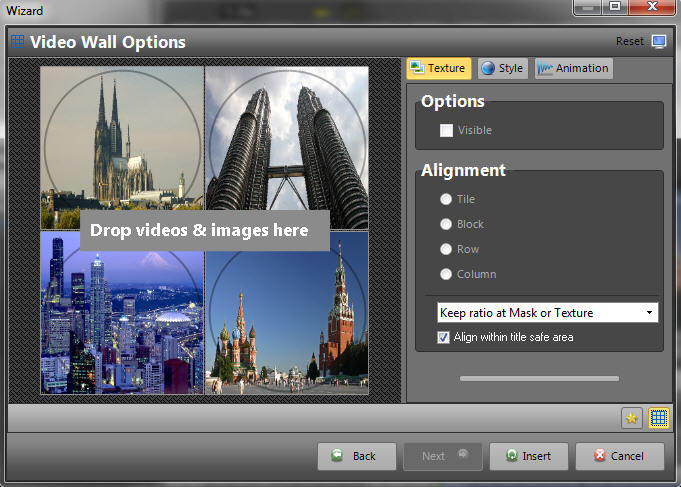 Wizard
Video Wall Options
Reset
Texture
Style
Animation
Options
Visible
Alignment
Tile
Block
Row
Column
Keep ratio at Mask or Texture
Align within title safe area
Drop videos & images here
Back
Next
Insert
Cancel